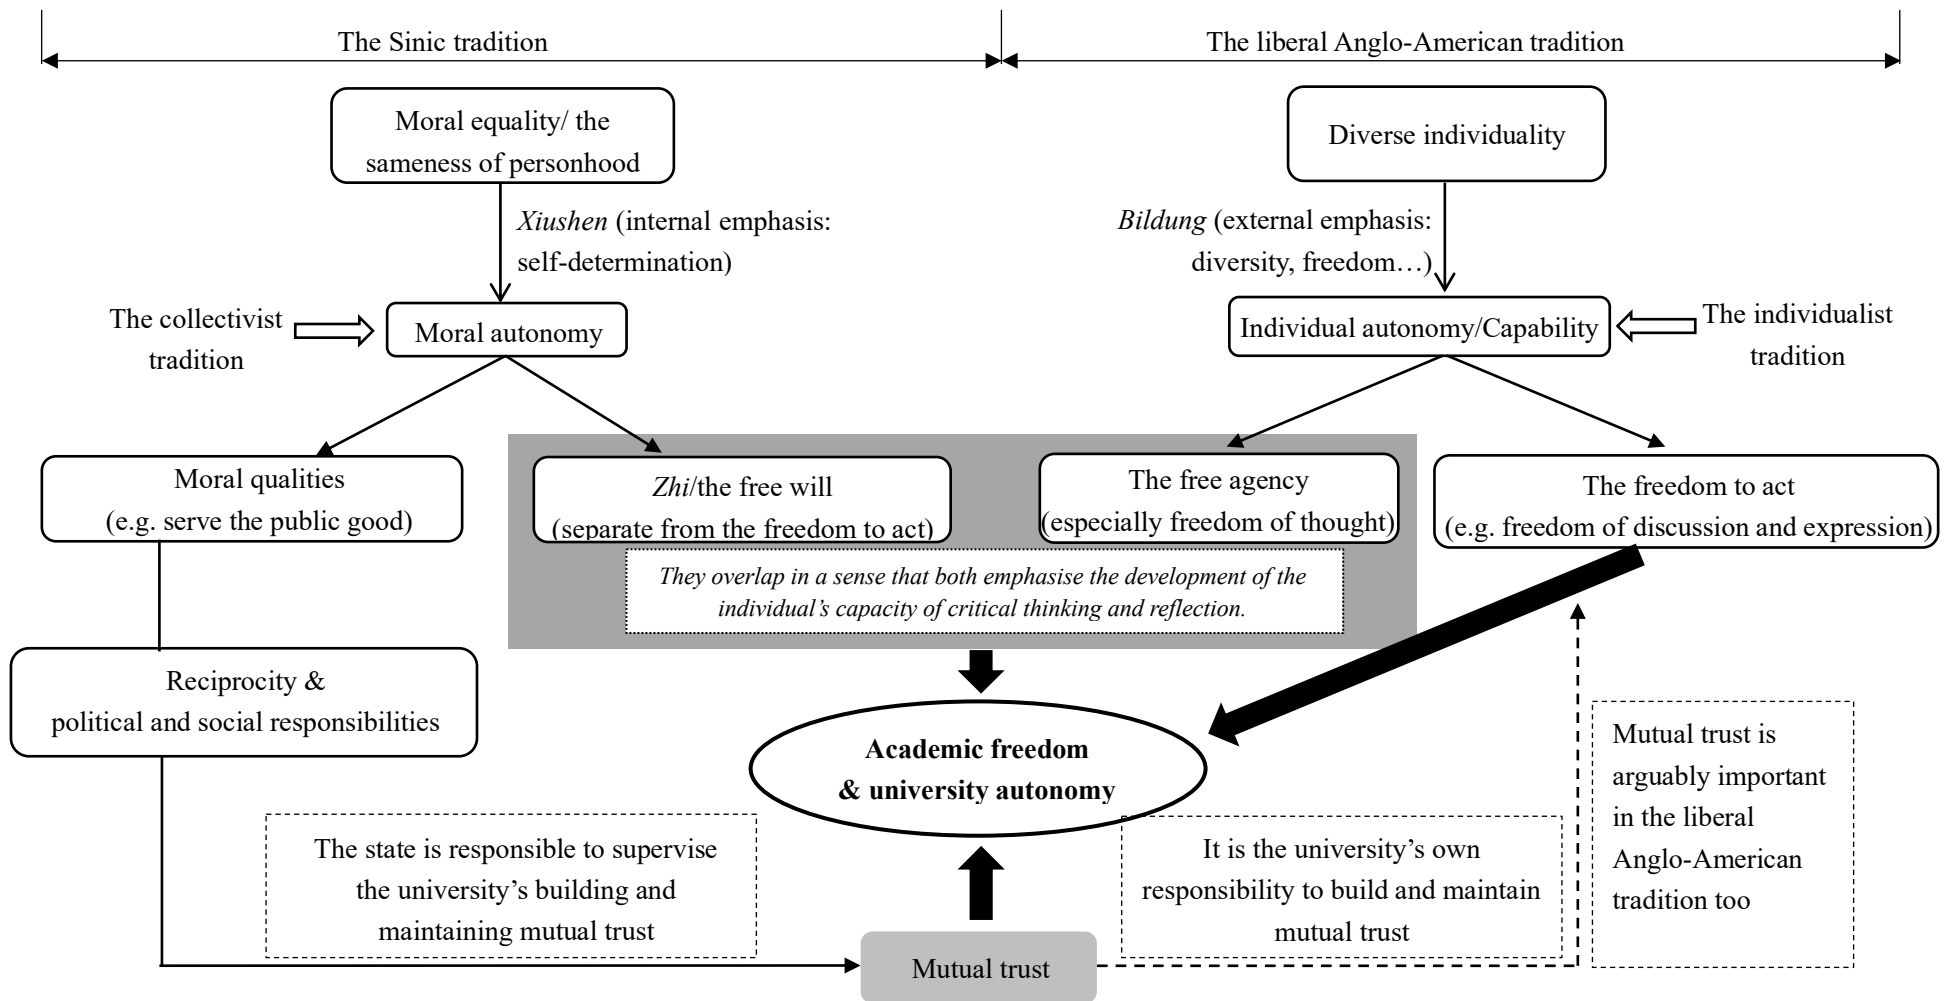 The Sinic tradition
The liberal Anglo-American tradition
Moral equality/ the
sameness of personhood
Diverse individuality
Xiushen (internal emphasis:
self-determination)
Bildung (external emphasis:
diversity, freedom…)
The collectivist
tradition
Moral autonomy
Individual autonomy/Capability
The individualist
tradition
Moral qualities
(e.g. serve the public good)
Zhi/the free will
(separate from the freedom to act)
The free agency
(especially freedom of thought)
The freedom to act
(e.g. freedom of discussion and expression)
They overlap in a sense that both emphasise the development of the
individual’s capacity of critical thinking and reflection.
Reciprocity &
political and social responsibilities
Academic freedom
& university autonomy
Mutual trust is
arguably important
in the liberal
Anglo-American
tradition too
The state is responsible to supervise
the university’s building and
maintaining mutual trust
It is the university’s own
responsibility to build and maintain
mutual trust
Mutual trust